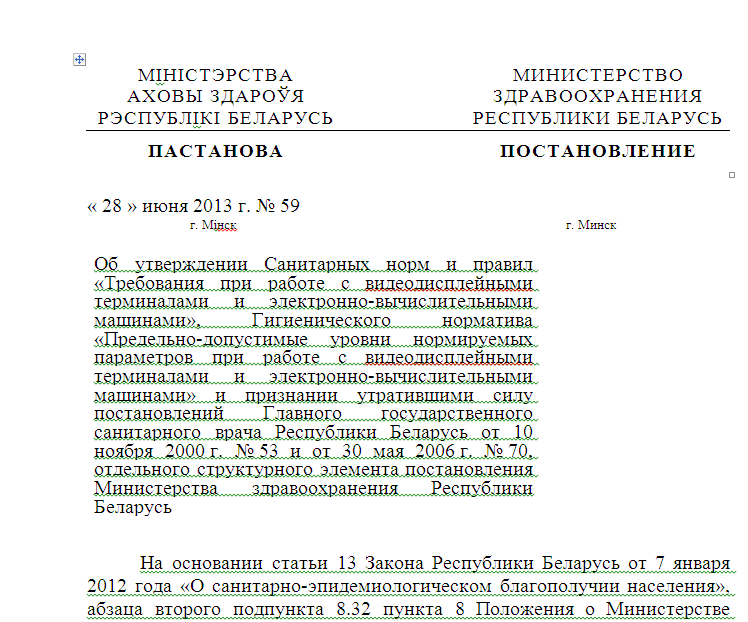 МІНІСТЭРСТВА
АХОВЫ ЗДАРОЎЯ
РЭСПУБЛІКІ БЕЛАРУСЬ
ПАСТАНОВА
МИНИСТЕРСТВО
ЗДРАВООХРАНЕНИЯ
РЕСПУБЛИКИ БЕЛАРУСЬ
ПОСТАНОВЛЕНИЕ
« 28 » июня 2013 г. № 59
г. Мінск
г. Минск
Об утверждении Санитарных норм и правил
«Требования при работе с видеодисплейными
терминалами и электронно-вычислительными
машинами», Гигиенического норматива
«Предельно-допустимые уровни нормируемых
параметров при работе с видеодисплейными
терминалами и электронно-вычислительными
машинами» и признании утратившими силу
постановлений Главного государственного
санитарного врача Республики Беларусь от 10
ноября 2000 г. № 53 и от 30 мая 2006 г. № 70,
отдельного структурного элемента постановления
Министерства здравоохранения Республики
Беларусь
На основании статьи 13 Закона Республики Беларусь от 7 января
2012 года «О санитарно-эпидемиологическом благополучии населения»,
абзаца второго подпункта 8.32 пункта 8 Положения о Министерстве